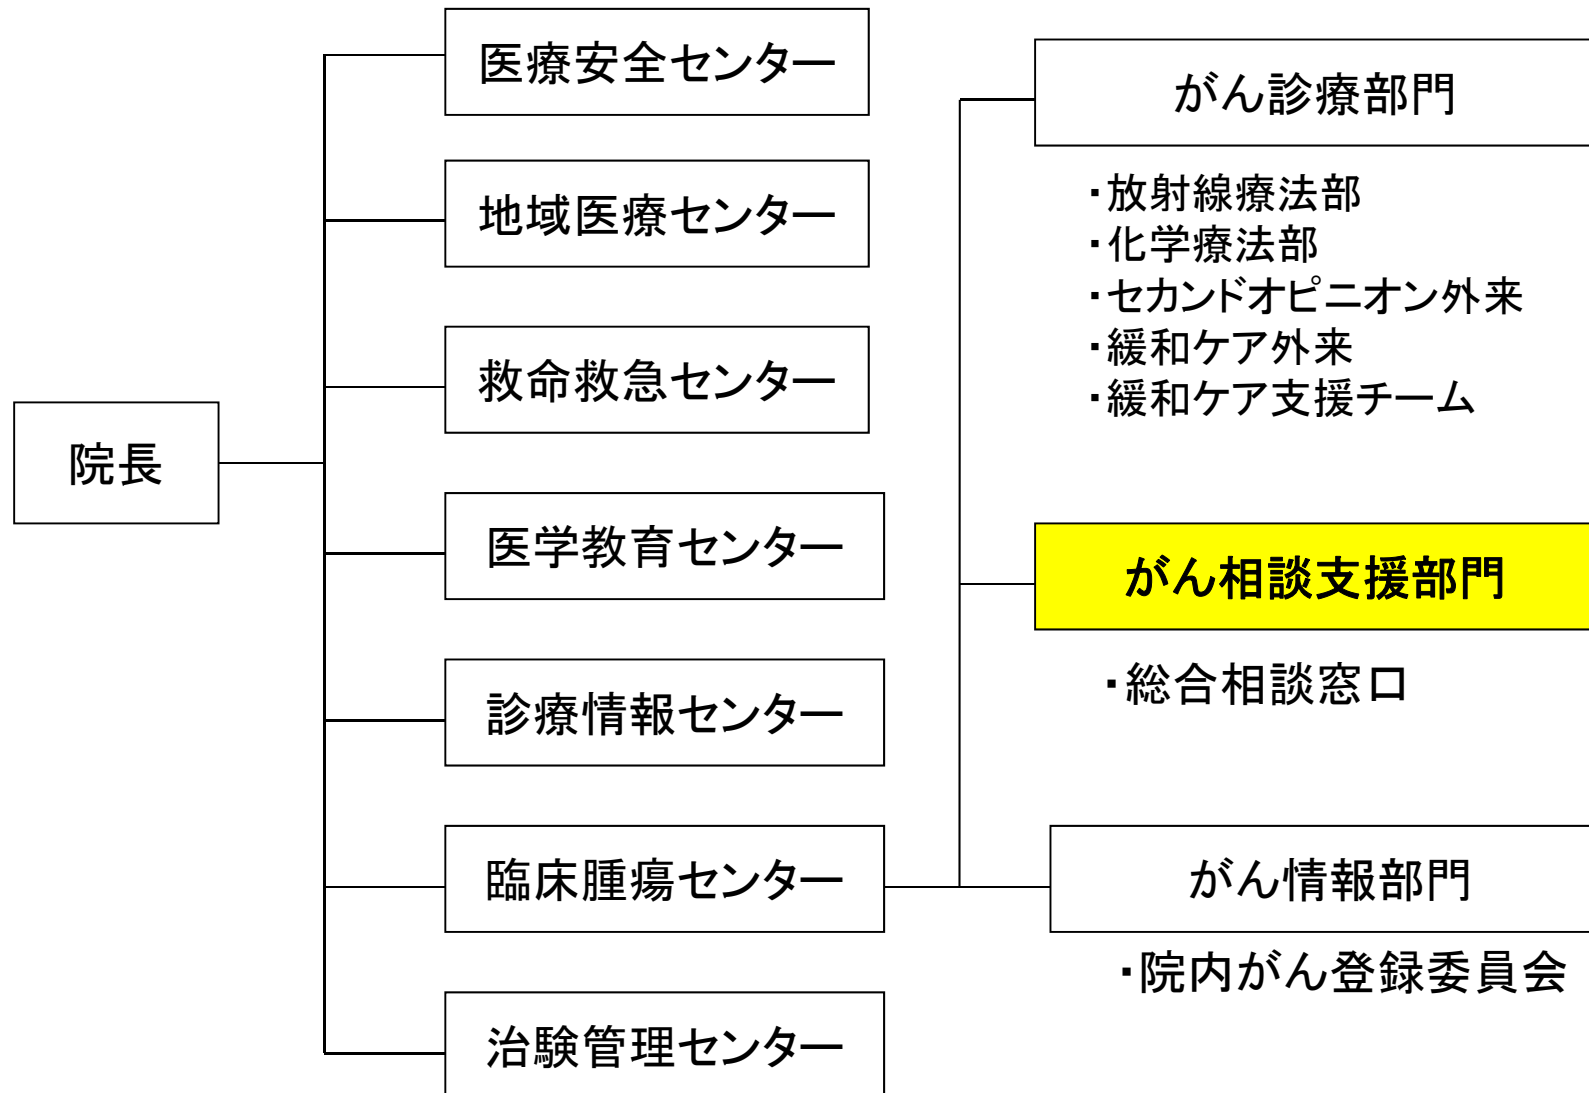 院長
医療安全センター
地域医療センター
救命救急センター
医学教育センター
診療情報センター
臨床腫瘍センター
治験管理センター
がん診療部門
・放射線療法部
・化学療法部
・セカンドオピニオン外来
・緩和ケア外来
・緩和ケア支援チーム
がん相談支援部門
・総合相談窓口
がん情報部門
・院内がん登録委員会